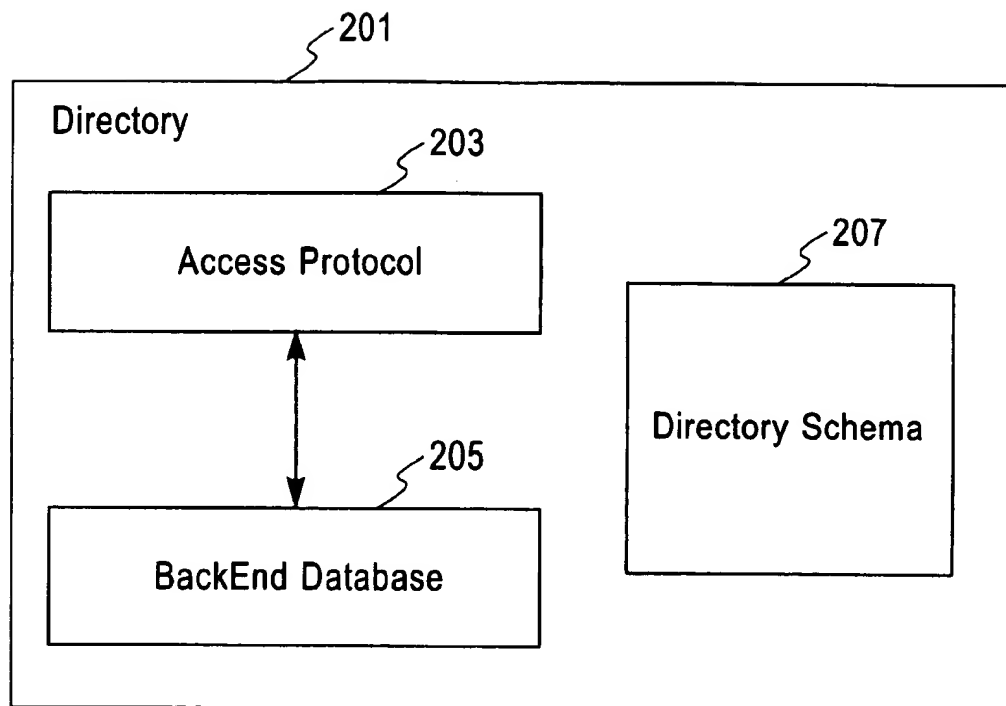 201
Directory
203
Access Protocol
207
Directory Schema
205
BackEnd Database